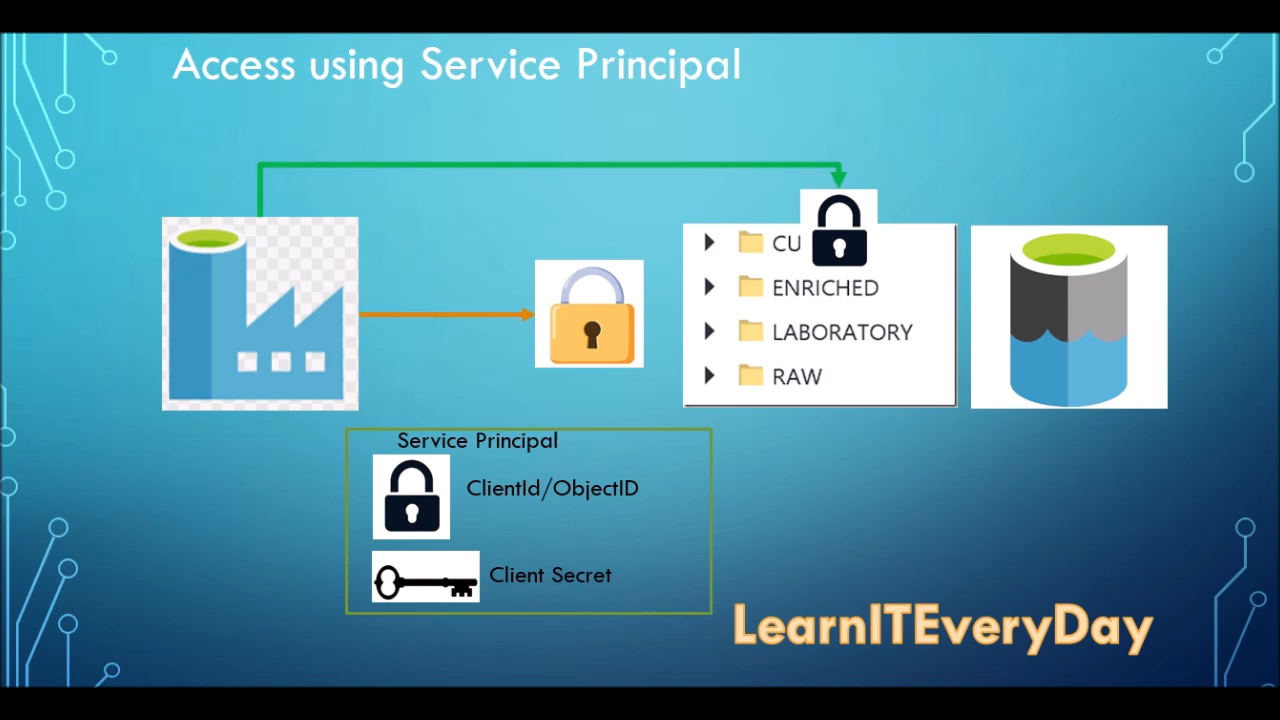 Access using Service Principal
CU
ENRICHED
LABORATORY
RAW
Service Principal
ClientId/ObjectID
Client Secret
LearnITEveryDay